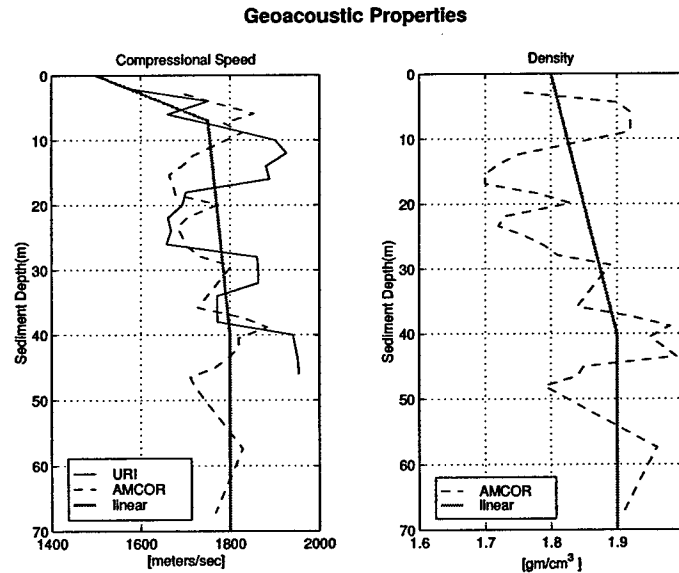 Geoacoustic Properties
Compressional Speed
Density
Sediment Depth(m)
0
10
20
30
40
50
60
70
1400
1600
1800
2000
[meters/sec]
URI
AMCOR
linear
Sediment Depth(m)
0
10
20
30
40
50
60
70
1.6
1.7
1.8
1.9
[gm/cm³ ]
AMCOR
linear